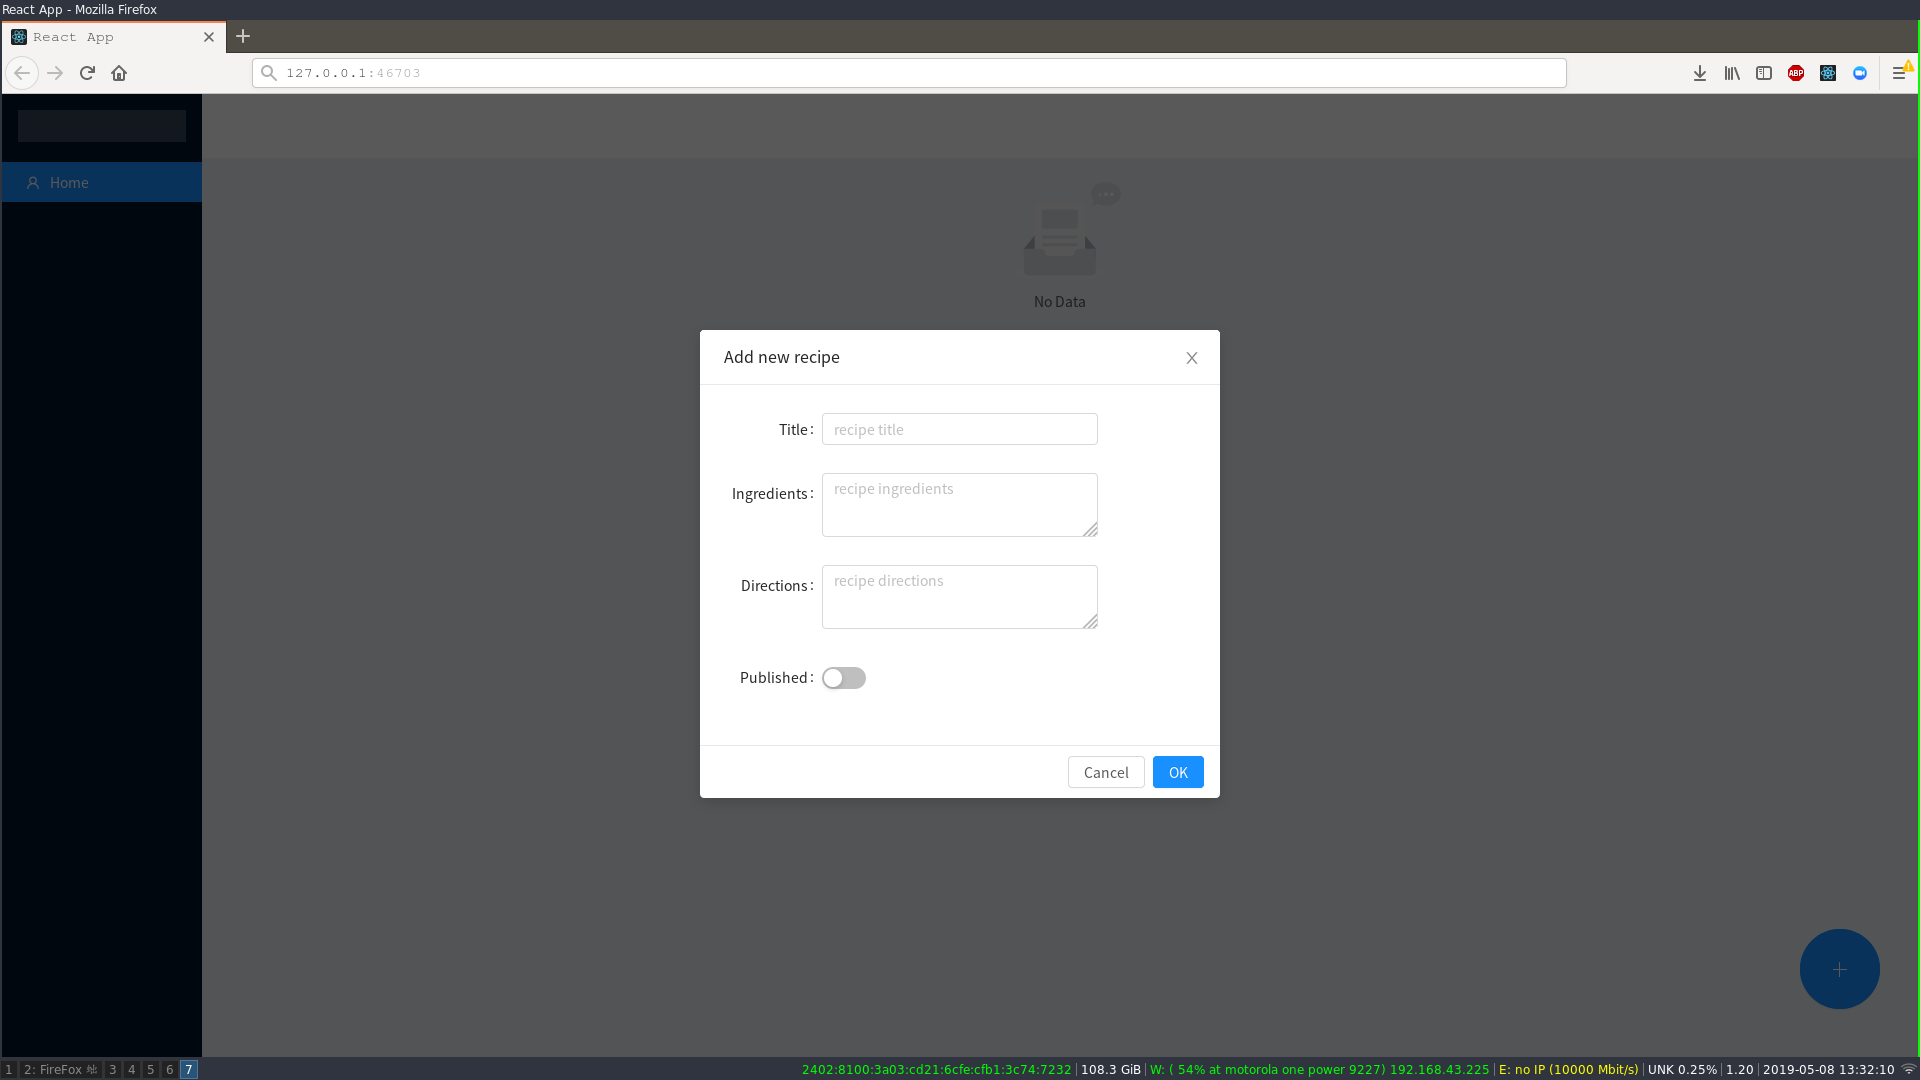 React App - Mozilla Firefox
React App
127.0.0.1:46703
ABP
Home
No Data
Add new recipe
Title:
recipe title
Ingredients:
recipe ingredients
Directions:
recipe directions
Published:
Cancel
OK
1 2: FireFox 3 4 5 6 7
2402:8100:3a03:cd21:6cfe:cfb1:3c74:7232 | 108.3 GiB | W: ( 54% at motorola one power 9227) 192.168.43.225 | E: no IP (10000 Mbit/s) | UNK 0.25% | 1.20 | 2019-05-08 13:32:10